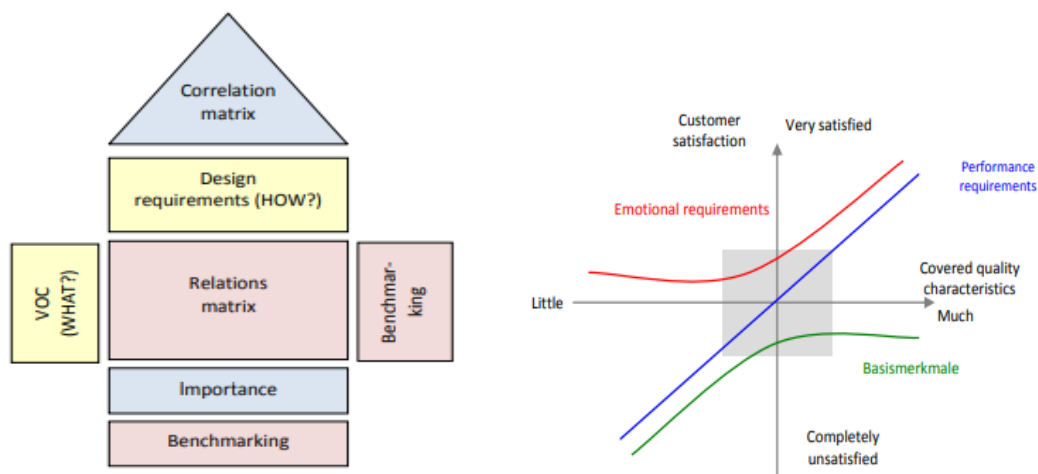 Correlation
matrix
Design
requirements (HOW?)
VOC
(WHAT?)
Relations
matrix
Benchmar-
king
Importance
Benchmarking
Customer
satisfaction
Very satisfied
Performance
requirements
Emotional requirements
Covered quality
characteristics
Little
Much
Basismerkmale
Completely
unsatisfied